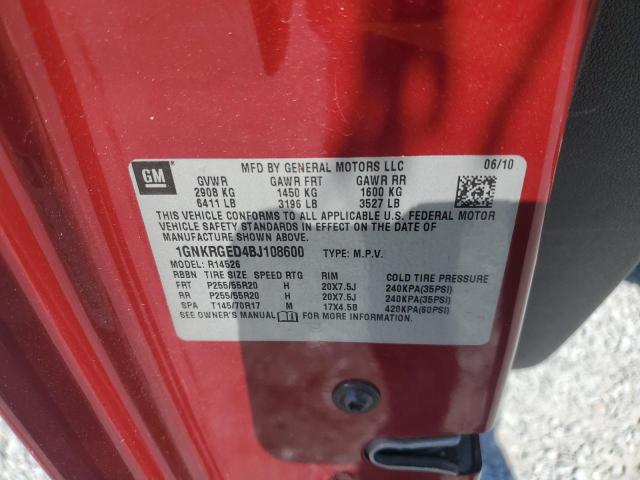 GM
MFD BY GENERAL MOTORS LLC 06/10
GVWR GAWR FRT GAWR RR
2908 KG 1450 KG 1600 KG
6411 LB 3196 LB 3527 LB
THIS VEHICLE CONFORMS TO ALL APPLICABLE U.S. FEDERAL MOTOR
VEHICLE SAFETY STANDARDS IN EFFECT ON THE DATE OF
MANUFACTURE SHOWN ABOVE.
1GNKRGED4BJ108600 TYPE: M.P.V.
MODEL: R14526
RBBN TIRE SIZE SPEED RTG RIM COLD TIRE PRESSURE
FRT P255/55R20 H 20X7.5J 240KPA(35PSI)
RR P255/55R20 H 20X7.5J 240KPA(35PSI)
SPA T145/70R17 M 17X4.5B 420KPA(60PSI)
SEE OWNER'S MANUAL FOR MORE INFORMATION.